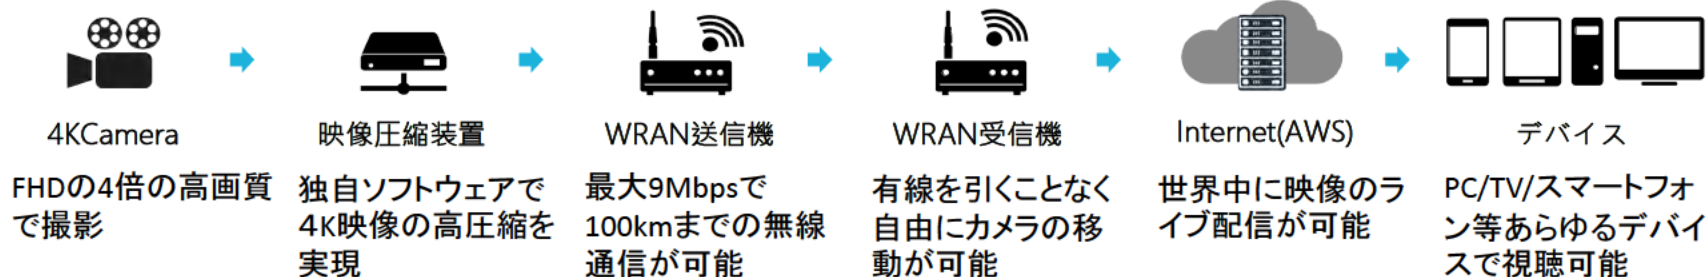 4KCamera
映像圧縮装置
WRAN送信機
WRAN受信機
Internet(AWS)
デバイス
FHDの4倍の高画質
で撮影
独自ソフトウェアで
4K映像の高圧縮を
実現
最大9Mbpsで
100kmまでの無線
通信が可能
有線を引くことなく
自由にカメラの移
動が可能
世界中に映像のラ
イブ配信が可能
PC/TV/スマートフォ
ン等あらゆるデバイ
スで視聴可能